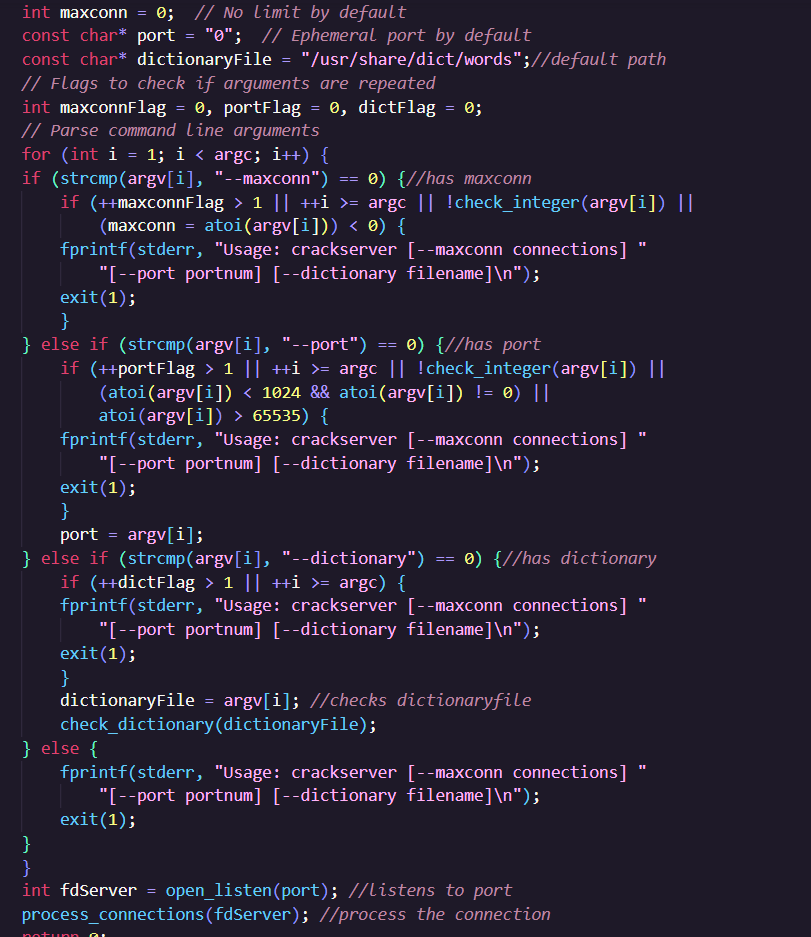 int maxconn = 0;  // No limit by default
const char* port = "0";  // Ephemeral port by default
const char* dictionaryFile = "/usr/share/dict/words";//default path
// Flags to check if arguments are repeated
int maxconnFlag = 0, portFlag = 0, dictFlag = 0;
// Parse command line arguments
for (int i = 1; i < argc; i++) {
if (strcmp(argv[i], "--maxconn") == 0) {//has maxconn
    if (++maxconnFlag > 1 || ++i >= argc || !check_integer(argv[i]) ||
        (maxconn = atoi(argv[i])) < 0) {
    fprintf(stderr, "Usage: crackserver [--maxconn connections] "
        "[--port portnum] [--dictionary filename]\n");
    exit(1);
    }
} else if (strcmp(argv[i], "--port") == 0) {//has port
    if (++portFlag > 1 || ++i >= argc || !check_integer(argv[i]) ||
        (atoi(argv[i]) < 1024 && atoi(argv[i]) != 0) ||
        atoi(argv[i]) > 65535) {
    fprintf(stderr, "Usage: crackserver [--maxconn connections] "
        "[--port portnum] [--dictionary filename]\n");
    exit(1);
    }
    port = argv[i];
} else if (strcmp(argv[i], "--dictionary") == 0) {//has dictionary
    if (++dictFlag > 1 || ++i >= argc) {
    fprintf(stderr, "Usage: crackserver [--maxconn connections] "
        "[--port portnum] [--dictionary filename]\n");
    exit(1);
    }
    dictionaryFile = argv[i]; //checks dictionaryfile
    check_dictionary(dictionaryFile);
} else {
    fprintf(stderr, "Usage: crackserver [--maxconn connections] "
        "[--port portnum] [--dictionary filename]\n");
    exit(1);
}
}
int fdServer = open_listen(port); //listens to port
process_connections(fdServer); //process the connection
return 0;